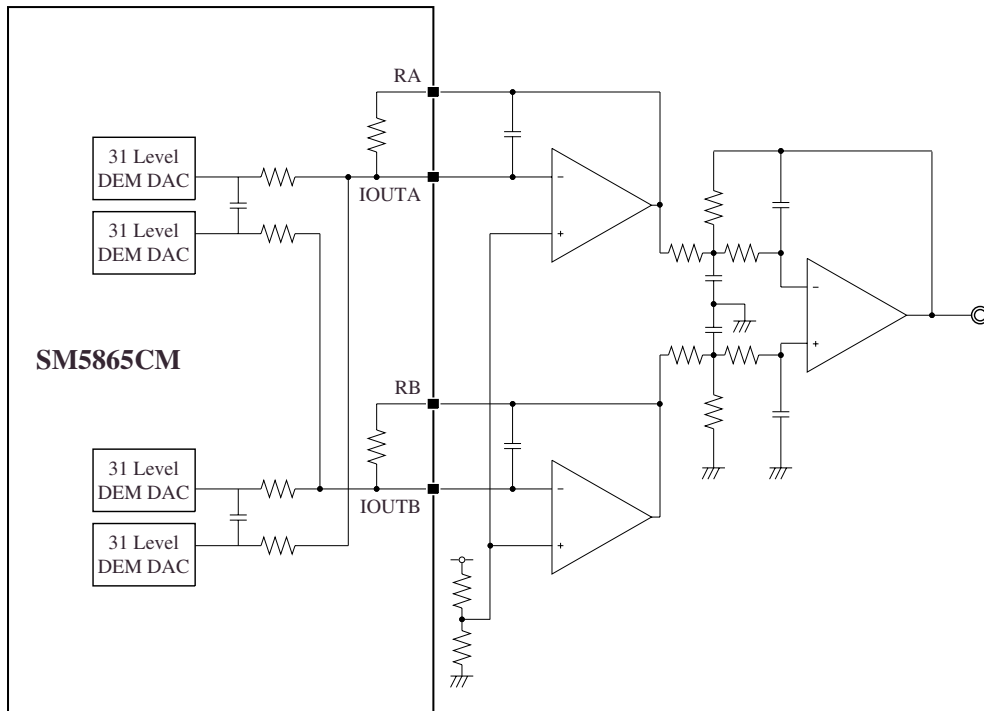 RA
31 Level
DEM DAC
IOUTA
31 Level
DEM DAC
−
+
−
+
SM5865CM
RB
31 Level
DEM DAC
IOUTB
31 Level
DEM DAC
−
+